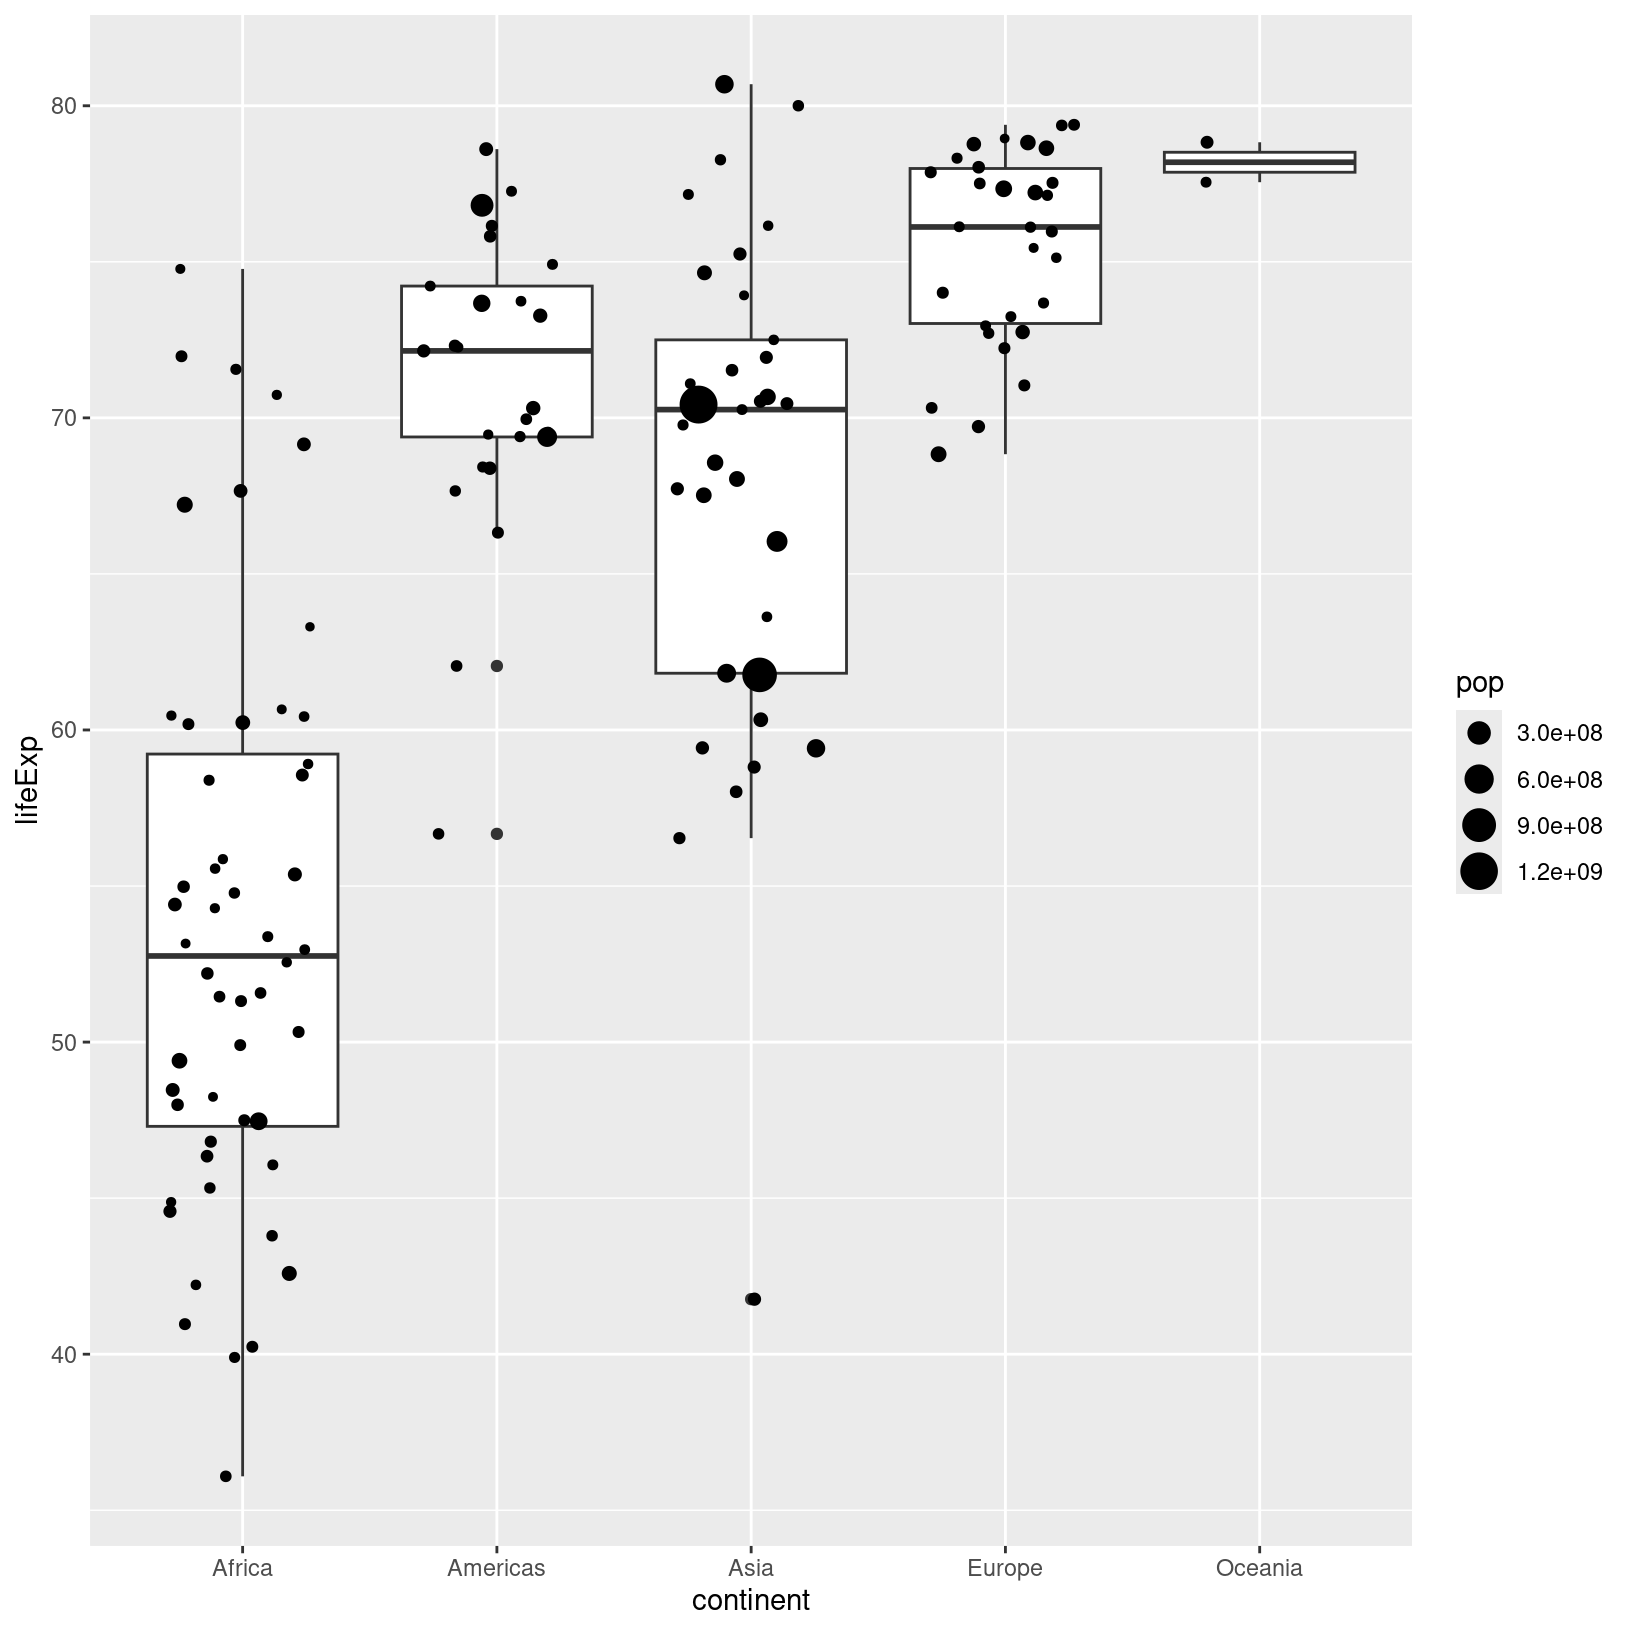 80
70
60
50
40
lifeExp
Africa
Americas
Asia
Europe
Oceania
continent
pop
3.0e+08
6.0e+08
9.0e+08
1.2e+09